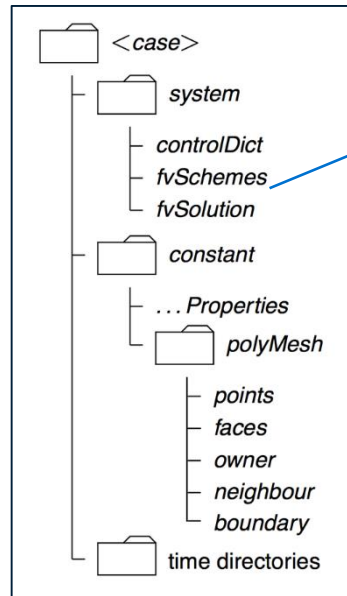 <case>
system
controlDict
fvSchemes
fvSolution
constant
...Properties
polyMesh
points
faces
owner
neighbour
boundary
time directories